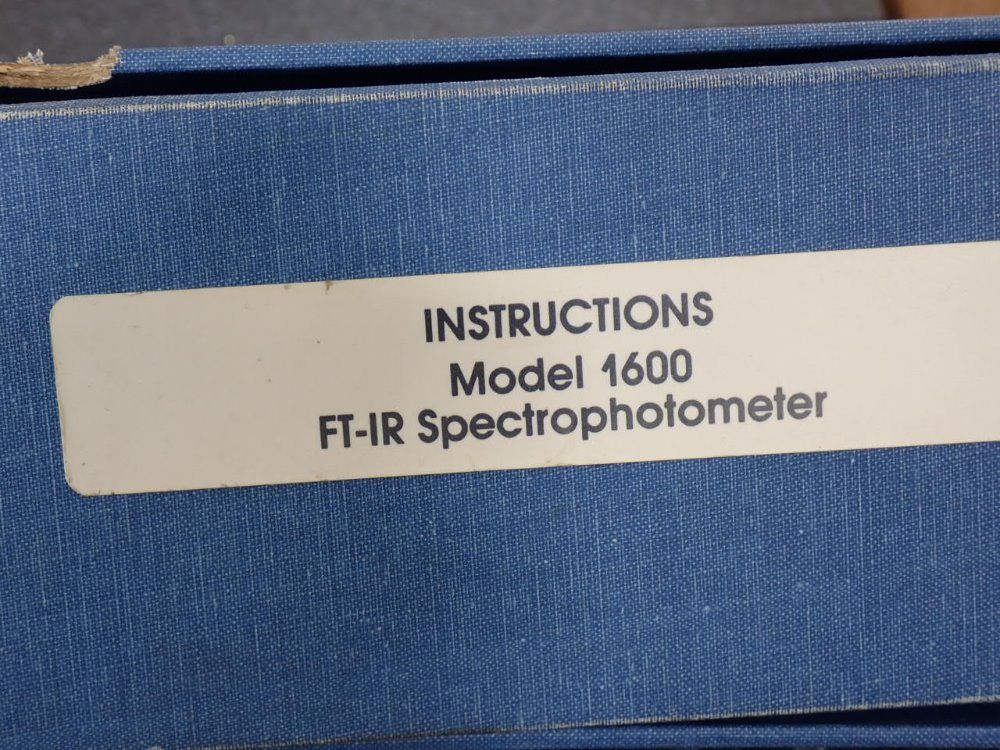 INSTRUCTIONS
Model 1600
FT-IR Spectrophotometer